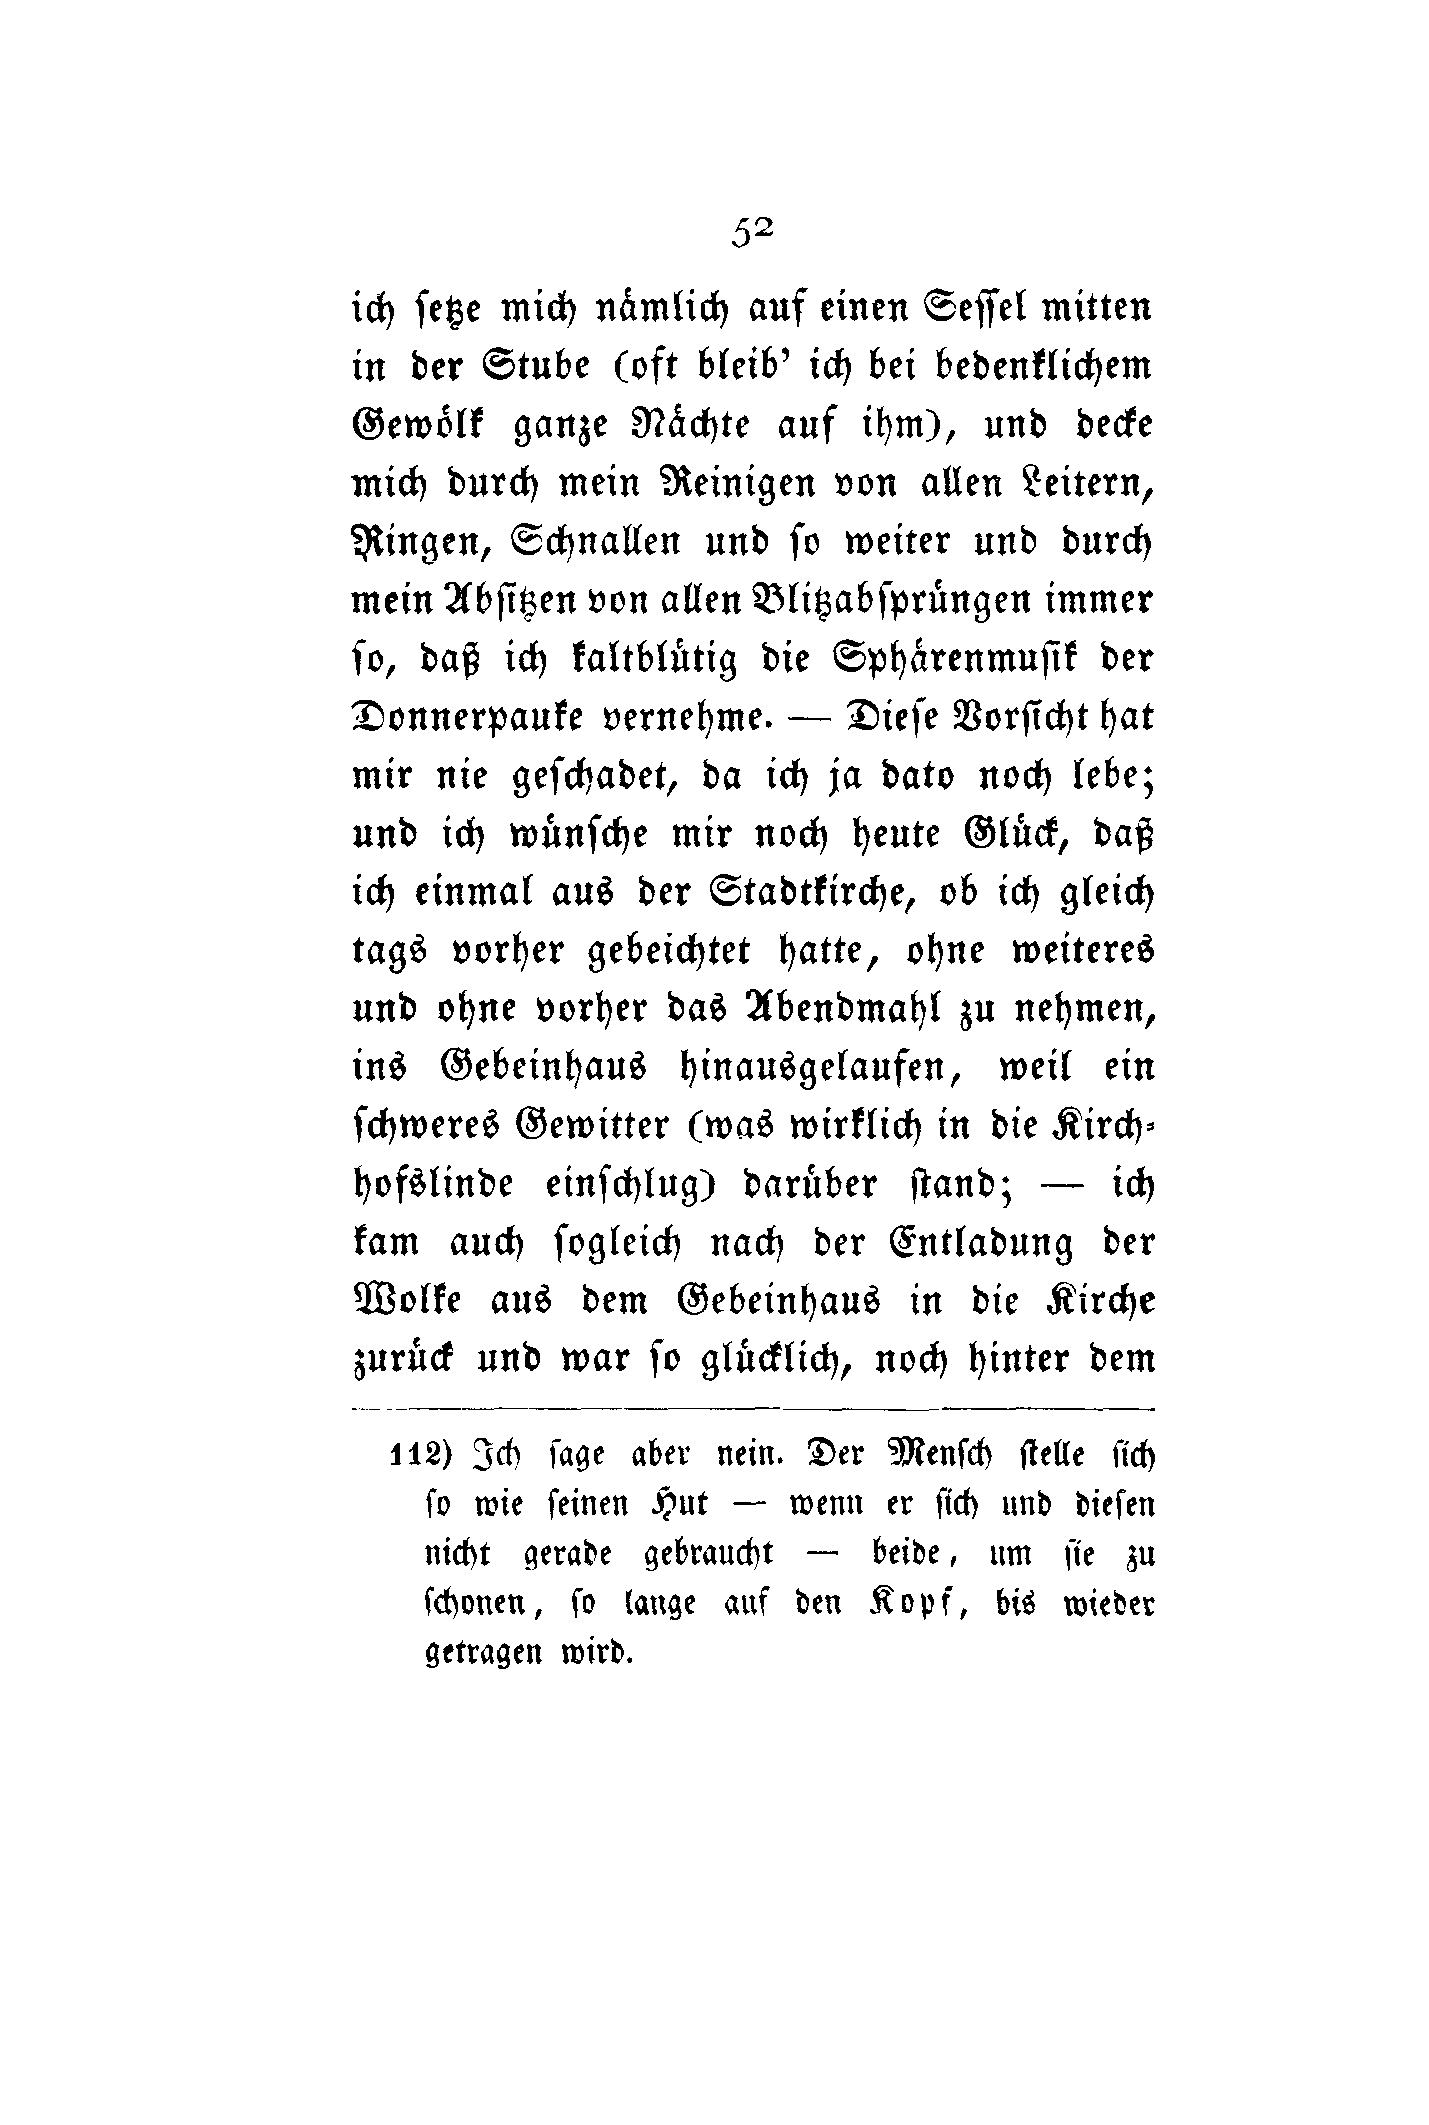 52
ich ſetze mich nämlich auf einen Seſſel mitten
in der Stube (oft bleib' ich bei bedenklichem
Gewölk ganze Nächte auf ihm), und decke
mich durch mein Reinigen von allen Leitern,
Ringen, Schnallen und ſo weiter und durch
mein Abſitzen von allen Blitzabſprüngen immer
ſo, daß ich kaltblütig die Sphärenmuſik der
Donnerpauke vernehme. — Dieſe Vorſicht hat
mir nie geſchadet, da ich ja dato noch lebe;
und ich wünſche mir noch heute Glück, daß
ich einmal aus der Stadtkirche, ob ich gleich
tags vorher gebeichtet hatte, ohne weiteres
und ohne vorher das Abendmahl zu nehmen,
ins Gebeinhaus hinausgelaufen, weil ein
ſchweres Gewitter (was wirklich in die Kirch⸗
hofslinde einſchlug) darüber ſtand; — ich
kam auch ſogleich nach der Entladung der
Wolke aus dem Gebeinhaus in die Kirche
zurück und war ſo glücklich, noch hinter dem
112) Ich ſage aber nein. Der Menſch ſtelle ſich
ſo wie ſeinen Hut — wenn er ſich und dieſen
nicht gerade gebraucht — beide, um ſie zu
ſchonen, ſo lange auf den Kopf, bis wieder
getragen wird.